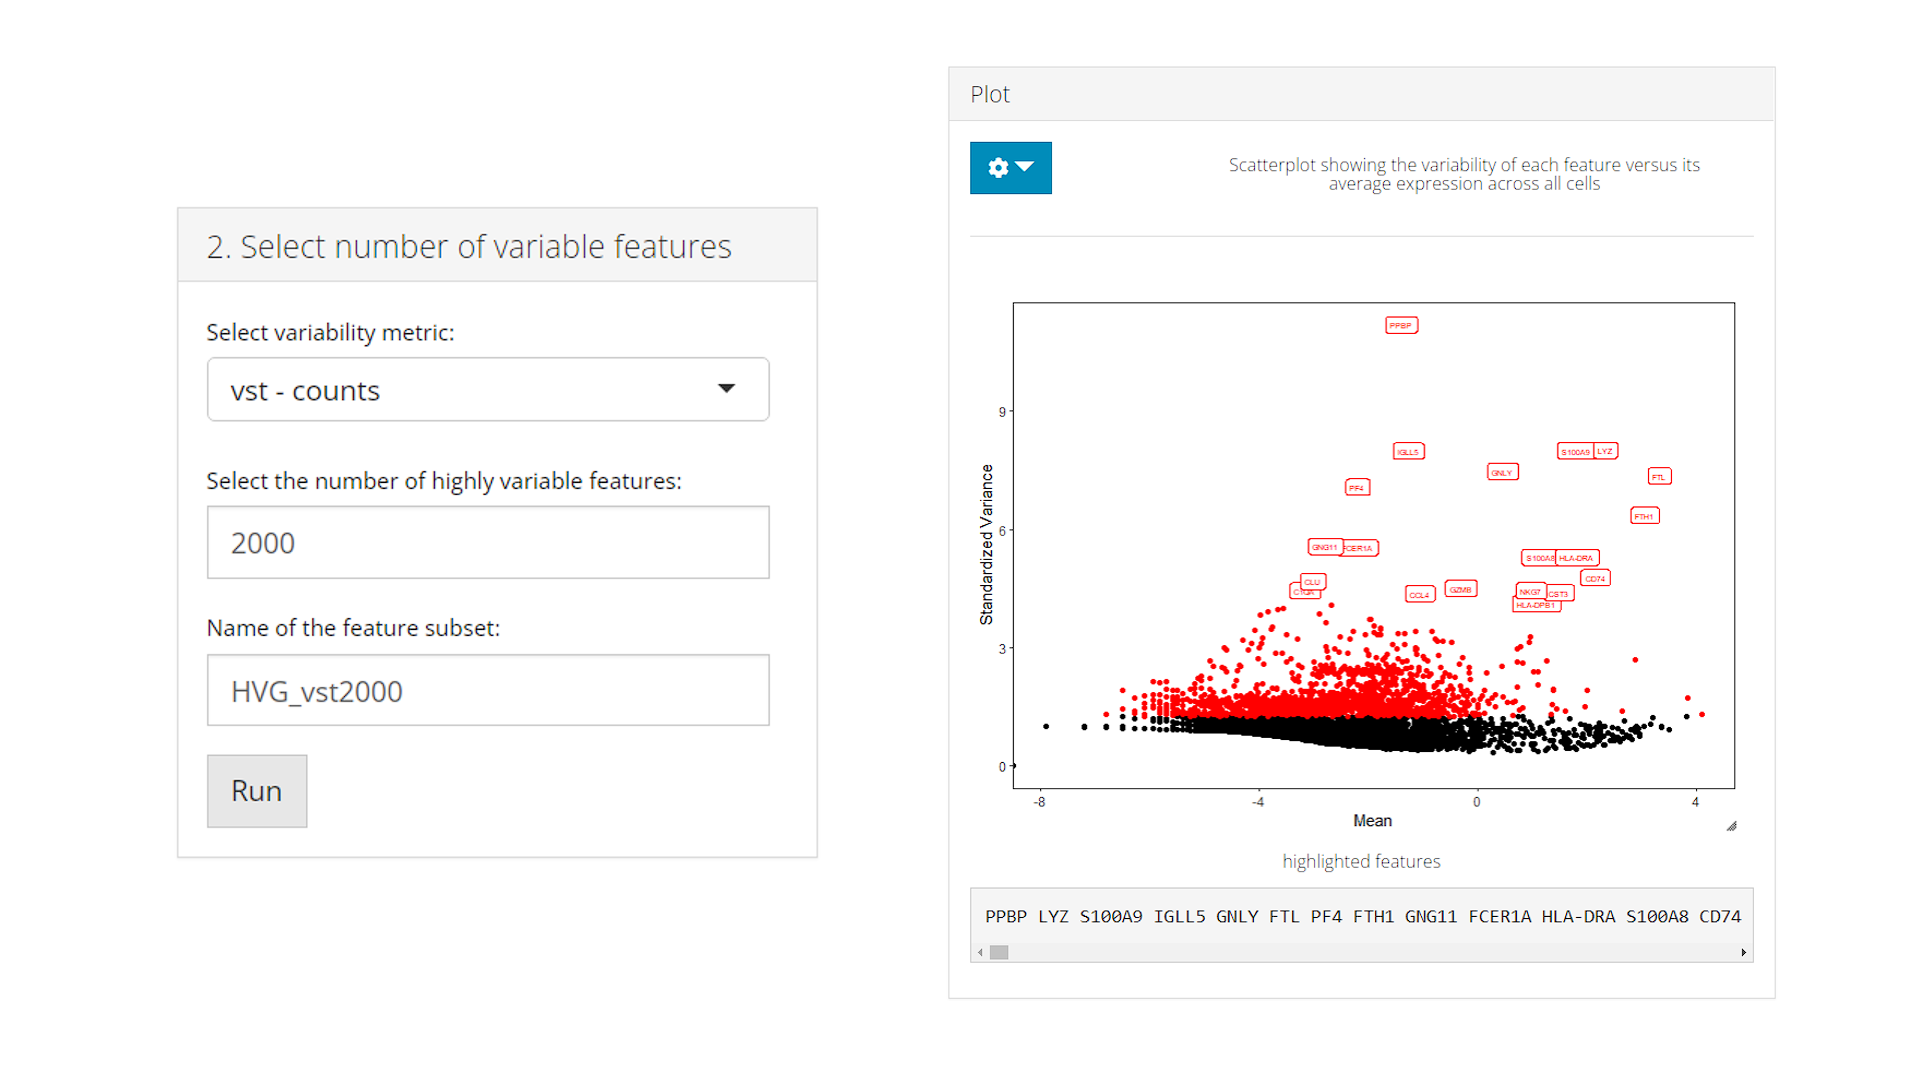 2. Select number of variable features
Select variability metric:
vst - counts
Select the number of highly variable features:
2000
Name of the feature subset:
HVG_vst2000
Run
Plot
Scatterplot showing the variability of each feature versus its
average expression across all cells
PPBP
9
IGLL5
S100A9
LYZ
GNLY
FTL
PF4
FTH1
6
GNG11
FCER1A
S100A8
HLA-DRA
CD74
CLU
GZMB
NKG7
CST3
CCL4
HLA-DPB1
3
0
Standardized Variance
-8
-4
0
4
Mean
highlighted features
PPBP LYZ S100A9 IGLL5 GNLY FTL PF4 FTH1 GNG11 FCER1A HLA-DRA S100A8 CD74